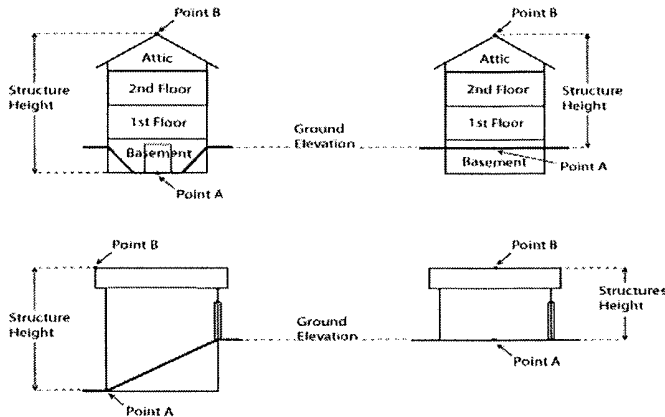 Point B
Attic
2nd Floor
1st Floor
Basement
Structure
Height
Point A
Ground
Elevation
Point B
Attic
2nd Floor
1st Floor
Basement
Structure
Height
Point A
Point B
Structure
Height
Point A
Ground
Elevation
Point B
Structures
Height
Point A